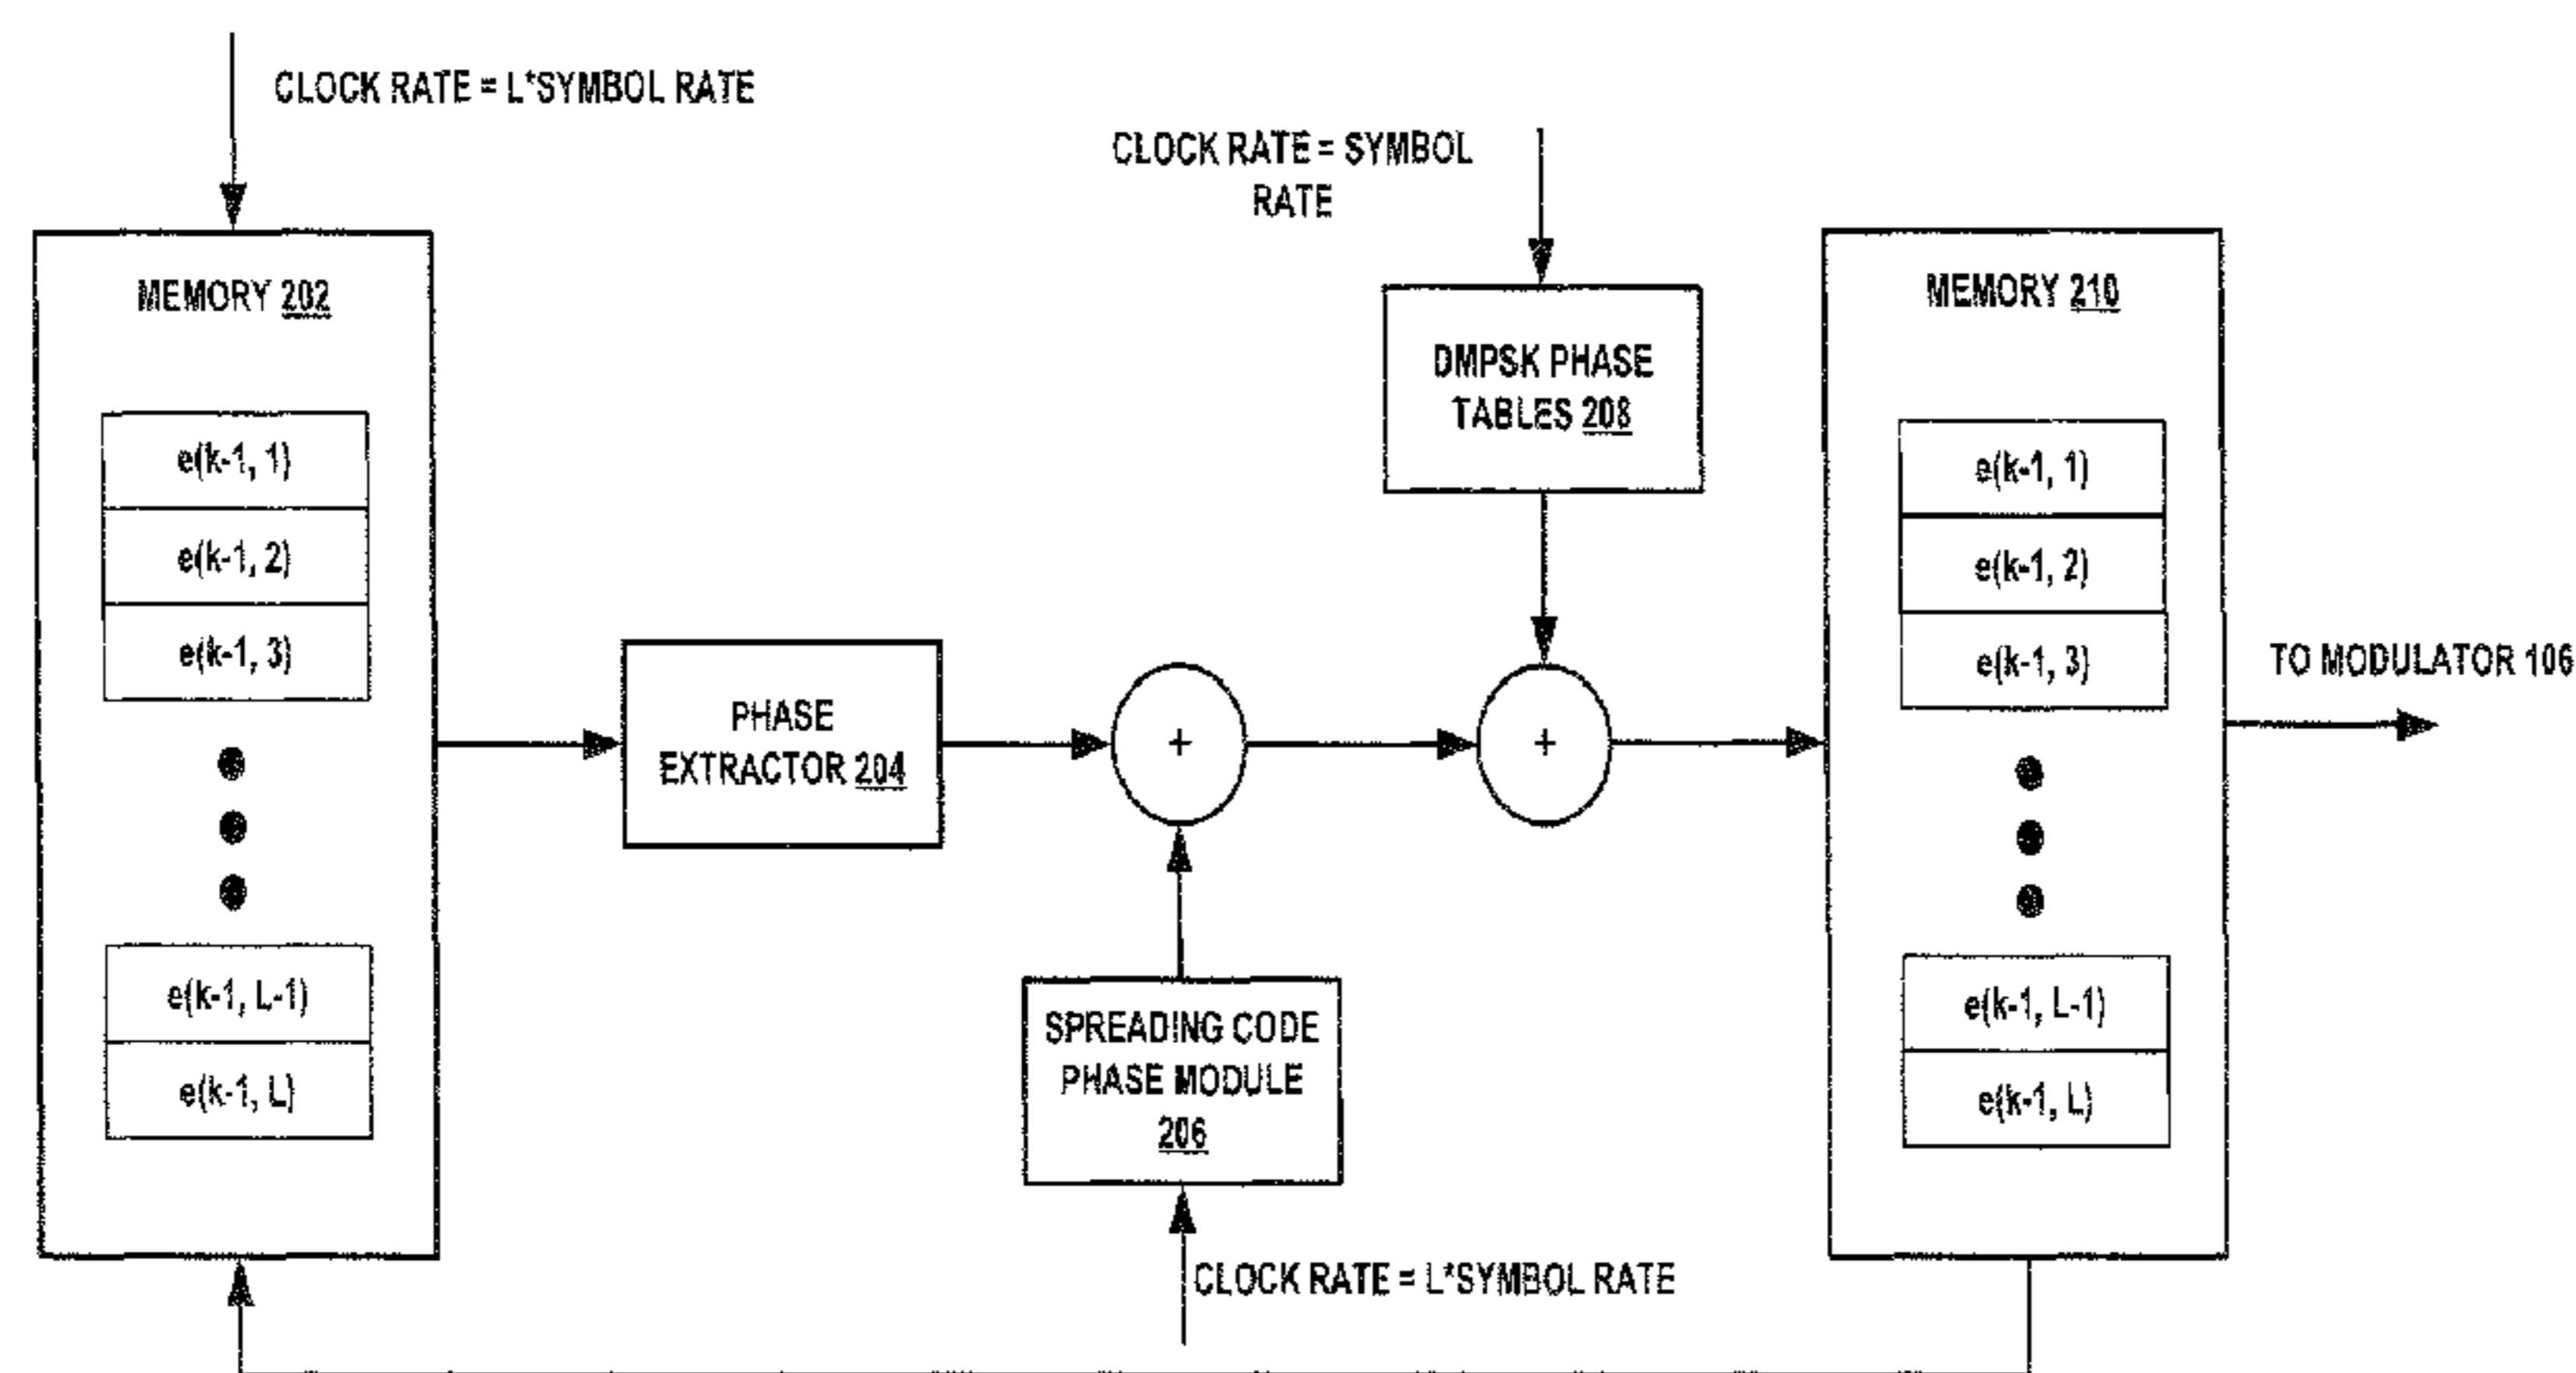 CLOCK RATE = L*SYMBOL RATE
CLOCK RATE = SYMBOL
RATE
MEMORY 202
e(k-1, 1)
e(k-1, 2)
e(k-1, 3)
e(k-1, L-1)
e(k-1, L)
PHASE
EXTRACTOR 204
+
SPREADING CODE
PHASE MODULE
206
CLOCK RATE = L*SYMBOL RATE
DMPSK PHASE
TABLES 208
+
MEMORY 210
e(k-1, 1)
e(k-1, 2)
e(k-1, 3)
e(k-1, L-1)
e(k-1, L)
TO MODULATOR 106